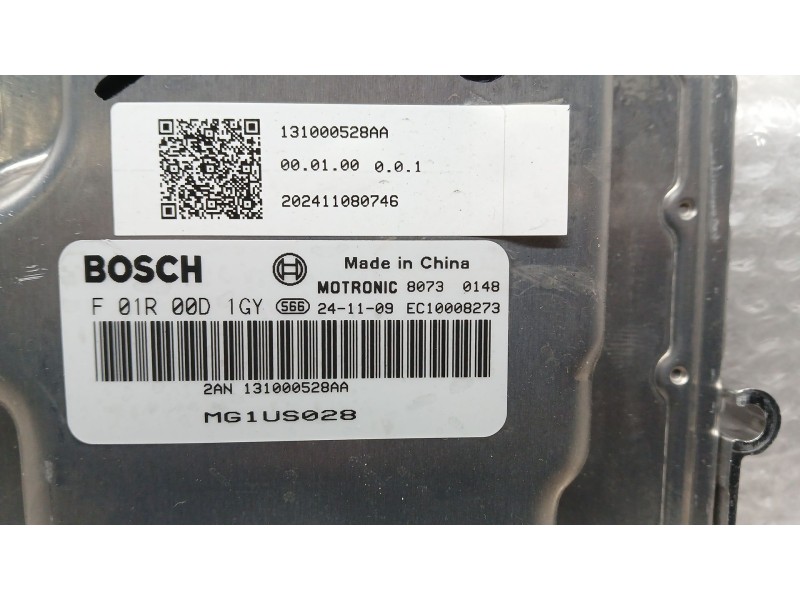 131000528AA
00.01.00 0.0.1
202411080746
BOSCH
Made in China
MOTRONIC 8073 0148
F 01R 00D 1GY 566 24-11-09 EC10008273
2AN 131000528AA
MG1US028